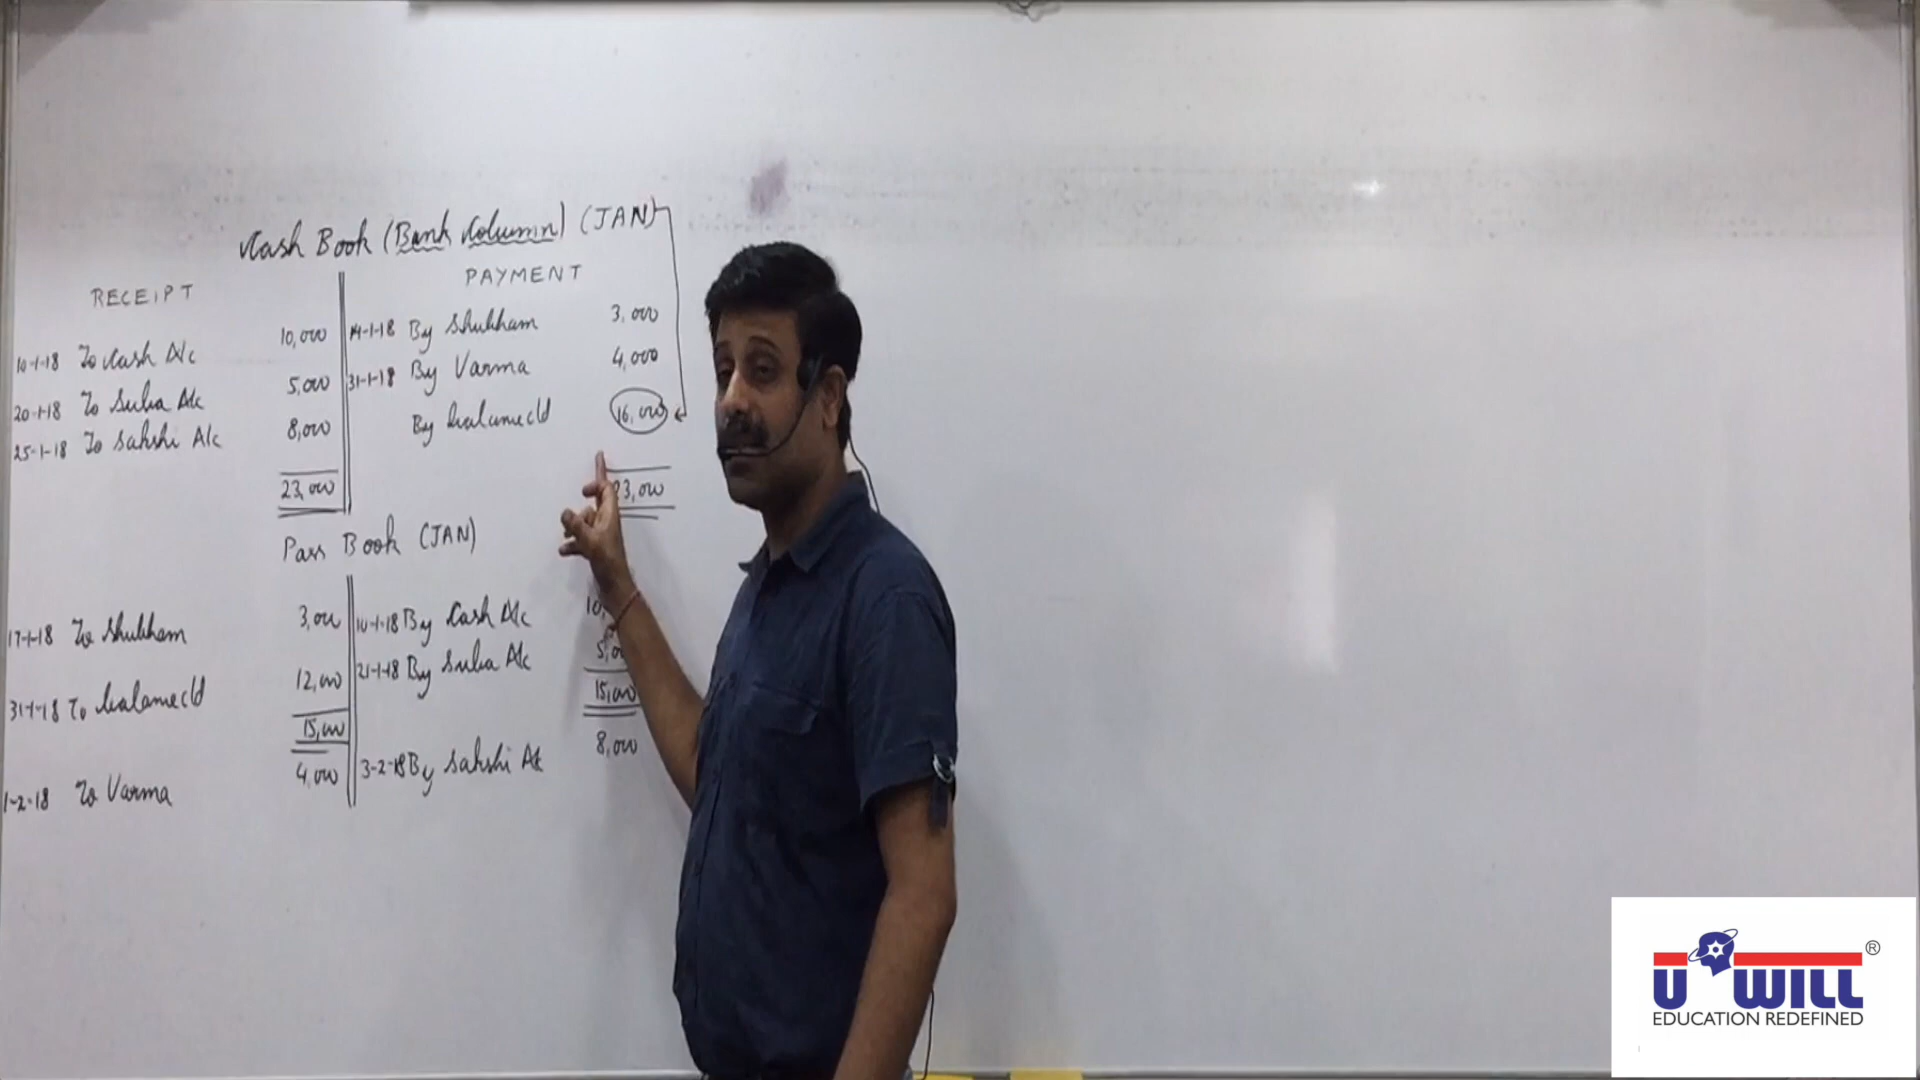 Cash Book (Bank Column) (JAN)
RECEIPT
PAYMENT
10-1-18 To Cash A/c 10,000
14-1-18 By Shubham 3,000
20-1-18 To Suba A/c 5,000
31-1-18 By Varma 4,000
25-1-18 To Sakshi A/c 8,000
By balance c/d 16,000
23,000
23,000
Pass Book (JAN)
17-1-18 To Shubham 3,000
10-1-18 By Cash A/c 10,
31-1-18 To balance c/d 12,000
21-1-18 By Suba A/c 5,0
15,000
15,000
1-2-18 To Varma 4,000
3-2-18 By Sakshi A/c 8,000
U WILL ®
EDUCATION REDEFINED